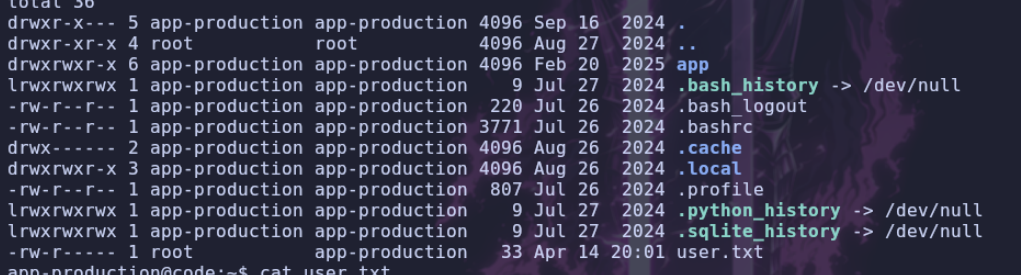 total 36
drwxr-x--- 5 app-production app-production 4096 Sep 16  2024 .
drwxr-xr-x 4 root           root           4096 Aug 27  2024 ..
drwxrwxr-x 6 app-production app-production 4096 Feb 20  2025 app
lrwxrwxrwx 1 app-production app-production    9 Jul 27  2024 .bash_history -> /dev/null
-rw-r--r-- 1 app-production app-production  220 Jul 26  2024 .bash_logout
-rw-r--r-- 1 app-production app-production 3771 Jul 26  2024 .bashrc
drwx------ 2 app-production app-production 4096 Aug 26  2024 .cache
drwxrwxr-x 3 app-production app-production 4096 Aug 26  2024 .local
-rw-r--r-- 1 app-production app-production  807 Jul 26  2024 .profile
lrwxrwxrwx 1 app-production app-production    9 Jul 27  2024 .python_history -> /dev/null
lrwxrwxrwx 1 app-production app-production    9 Jul 27  2024 .sqlite_history -> /dev/null
-rw-r----- 1 root           app-production   33 Apr 14 20:01 user.txt
app-production@code:~$ cat user.txt